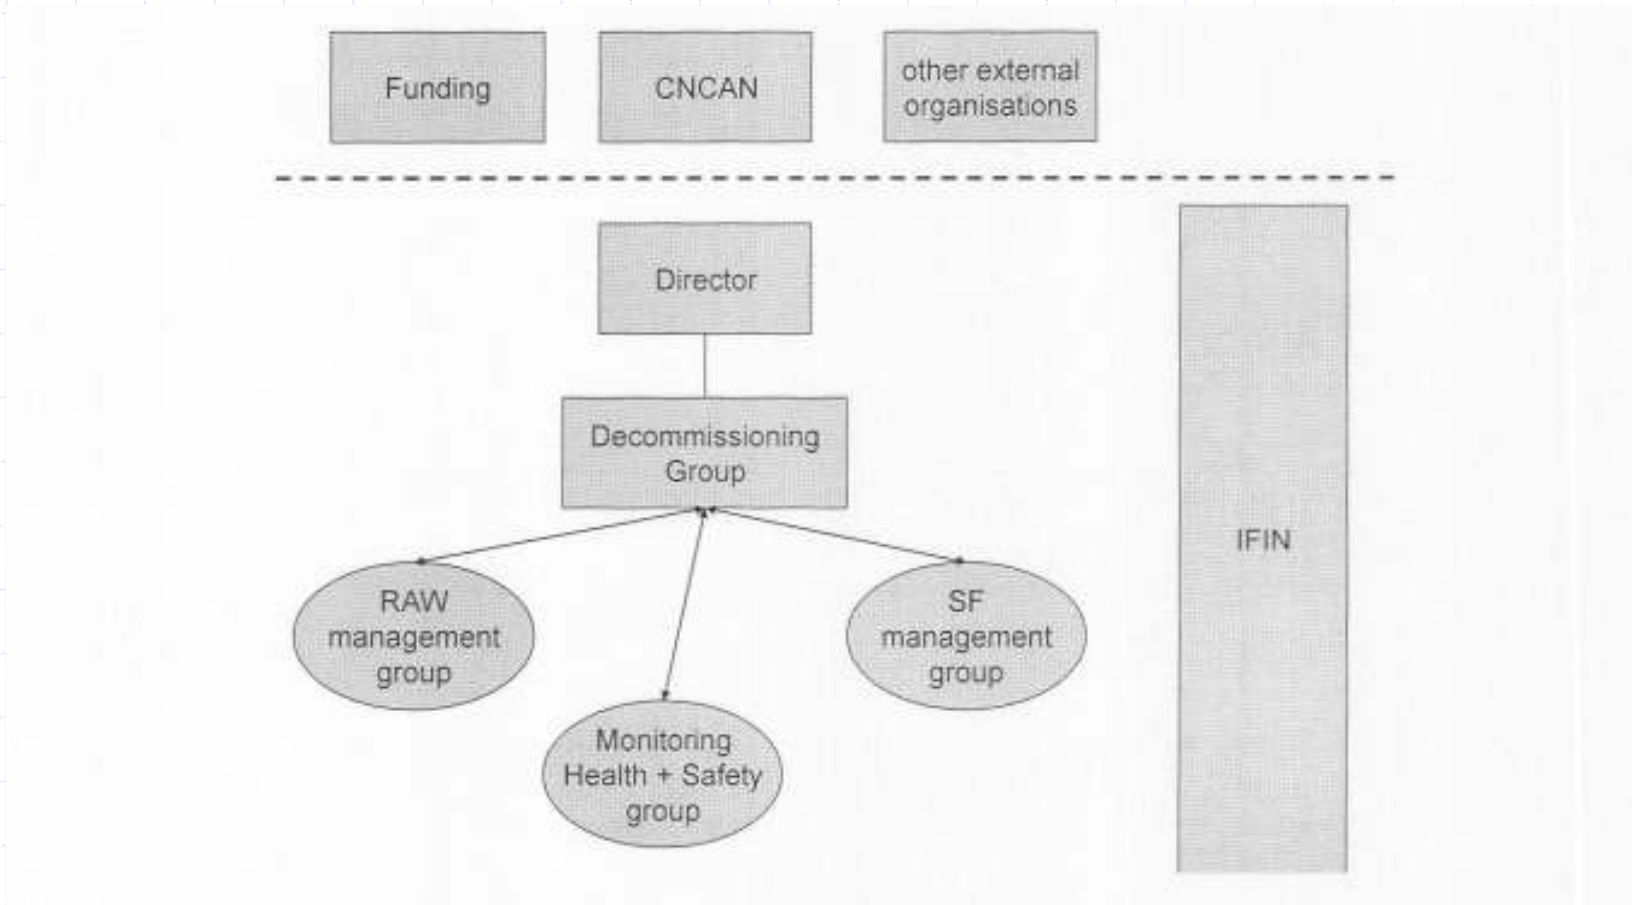 Funding
CNCAN
other external
organisations
Director
Decommissioning
Group
IFIN
RAW
management
group
SF
management
group
Monitoring
Health + Safety
group